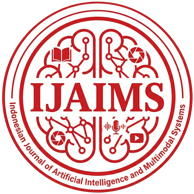 IJAIMS
Indonesian Journal of Artificial Intelligence and Multimodal Systems